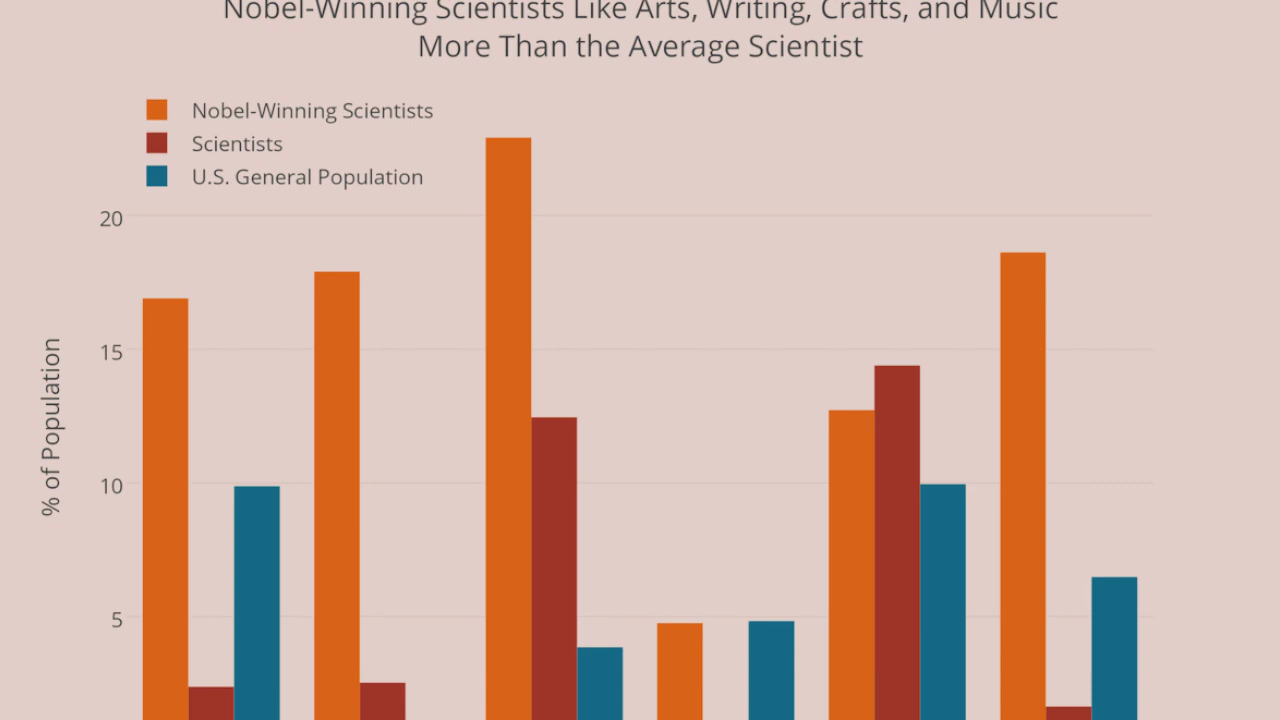 Nobel-Winning Scientists Like Arts, Writing, Crafts, and Music
More Than the Average Scientist
Nobel-Winning Scientists
Scientists
U.S. General Population
20
15
10
5
% of Population